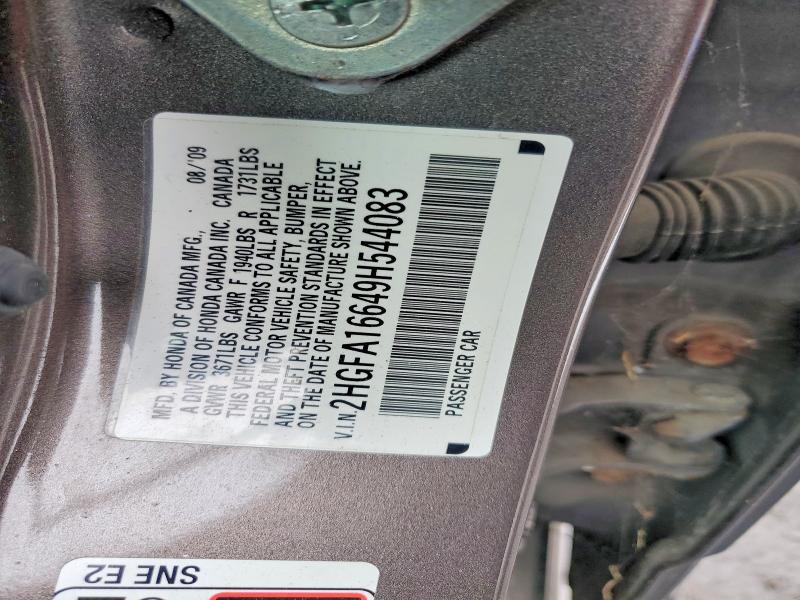 MFD. BY HONDA OF CANADA MFG., 08/'09
A DIVISION OF HONDA CANADA INC. CANADA
GWVR 3671LBS GAWR F 1940LBS R 1731LBS
THIS VEHICLE CONFORMS TO ALL APPLICABLE
FEDERAL MOTOR VEHICLE SAFETY, BUMPER,
AND THEFT PREVENTION STANDARDS IN EFFECT
ON THE DATE OF MANUFACTURE SHOWN ABOVE.
V.I.N. 2HGFA16649H544083
PASSENGER CAR
SNE E2